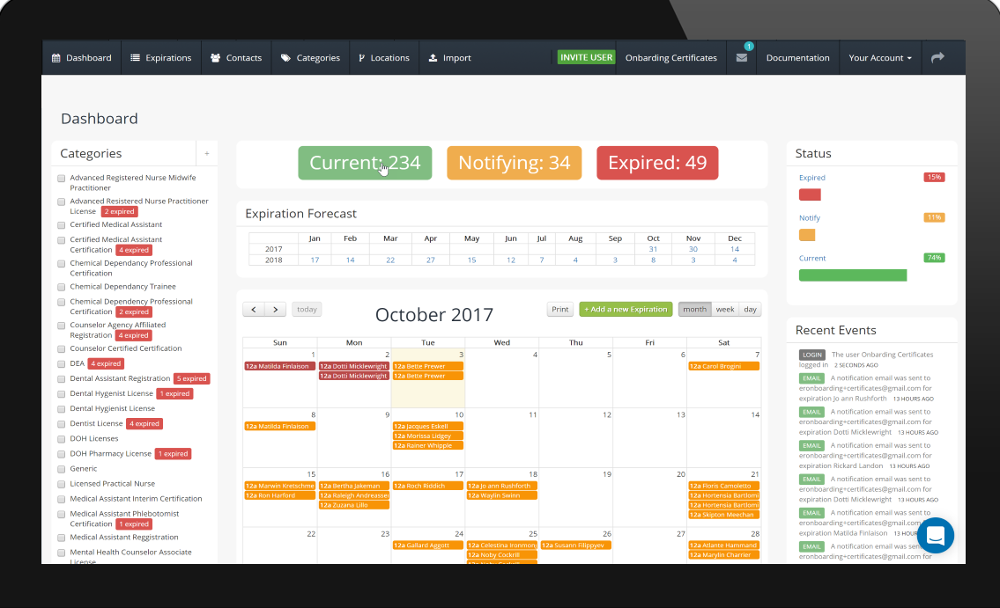 Dashboard Expirations Contacts Categories Locations Import INVITE USER Onbarding Certificates 1 Documentation Your Account
Dashboard
Categories +
Advanced Registered Nurse Midwife
Practitioner
Advanced Resistered Nurse Practitioner
License 2 expired
Certified Medical Assistant
Certified Medical Assistant
Certification 4 expired
Chemical Dependancy Professional
Certification
Chemical Dependancy Trainee
Chemical Dependancy Professional
Certification 2 expired
Counselor Agency Affiliated
Registration 4 expired
Counselor Certified Certification
DEA 4 expired
Dental Assistant Registration 5 expired
Dental Hygenist License 1 expired
Dental Hygienist License
Dentist License 4 expired
DOH Licenses
DOH Pharmacy License 1 expired
Generic
Licensed Practical Nurse
Medical Assistant Interim Certification
Medical Assistant Phlebotomist
Certification 1 expired
Medical Assistant Reggistration
Mental Health Counselor Associate
License
Current: 234 Notifying: 34 Expired: 49
Expiration Forecast
Jan Feb Mar Apr May Jun Jul Aug Sep Oct Nov Dec
2017 31 30 14
2018 17 14 22 27 15 12 7 4 3 8 3 4
< > today October 2017 Print + Add a new Expiration month week day
Sun Mon Tue Wed Thu Fri Sat
1 2 3 4 5 6 7
12a Matilda Finlaison 12a Dotti Micklewright 12a Bette Prewer 12a Carol Brogini
12a Dotti Micklewright 12a Bette Prewer
8 9 10 11 12 13 14
12a Matilda Finlaison 12a Jacques Eskell
12a Morissa Lidgey
12a Rainer Whipple
15 16 17 18 19 20 21
12a Marwin Kretschme 12a Bertha Jakeman 12a Roch Riddich 12a Jo ann Rushforth 12a Floris Camoletto
12a Ron Harford 12a Raleigh Andreasse 12a Waylin Swinn 12a Hortensia Bartlomi
12a Zuzana Lillo 12a Hortensia Bartlomi
12a Skipton Meechan
22 23 24 25 26 27 28
12a Gallard Aggott 12a Celestina Ironmon 12a Susann Filippyev 12a Atlante Hammand
12a Noby Cockrill 12a Marylin Charrier
Status
Expired 15%
Notify 11%
Current 74%
Recent Events
LOGIN The user Onbarding Certificates
logged in 2 SECONDS AGO
EMAIL A notification email was sent to
eronboarding+certificates@gmail.com for
expiration Jo ann Rushforth 13 HOURS AGO
EMAIL A notification email was sent to
eronboarding+certificates@gmail.com for
expiration Dotti Micklewright 13 HOURS AGO
EMAIL A notification email was sent to
eronboarding+certificates@gmail.com for
expiration Rickard Landon 13 HOURS AGO
EMAIL A notification email was sent to
eronboarding+certificates@gmail.com for
expiration Dotti Micklewright 13 HOURS AGO
EMAIL A notification email was sent to
eronboarding+certificates@gmail.com for
expiration Matilda Finlaison 13 HOUR
EMAIL A notification email was sent to
eronboarding+certificates@gmail.com for